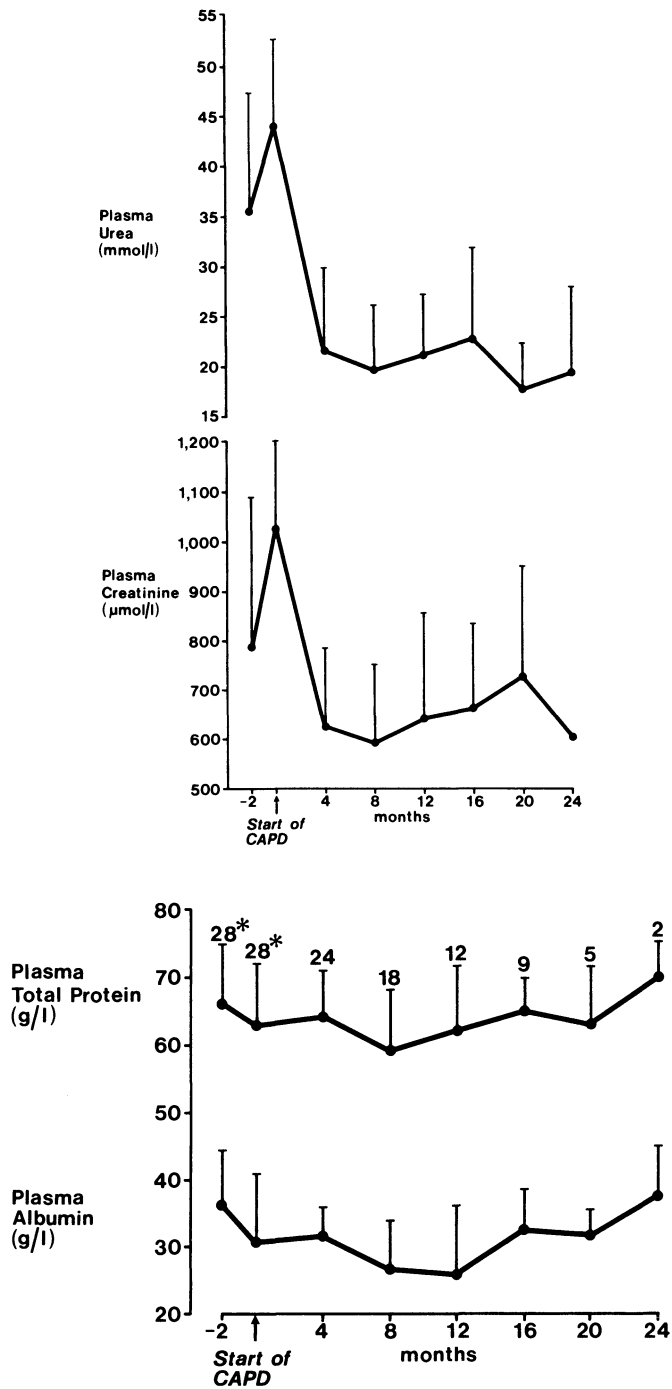 55
50
45
40
35
30
25
20
15
Plasma
Urea
(mmol/l)
1,200
1,100
1,000
900
800
700
600
500
Plasma
Creatinine
(µmol/l)
-2 4 8 12 16 20 24
months
Start of
CAPD
80
70
60
50
40
30
20
28* 28* 24 18 12 9 5 2
Plasma
Total Protein
(g/l)
Plasma
Albumin
(g/l)
-2 4 8 12 16 20 24
months
Start of
CAPD